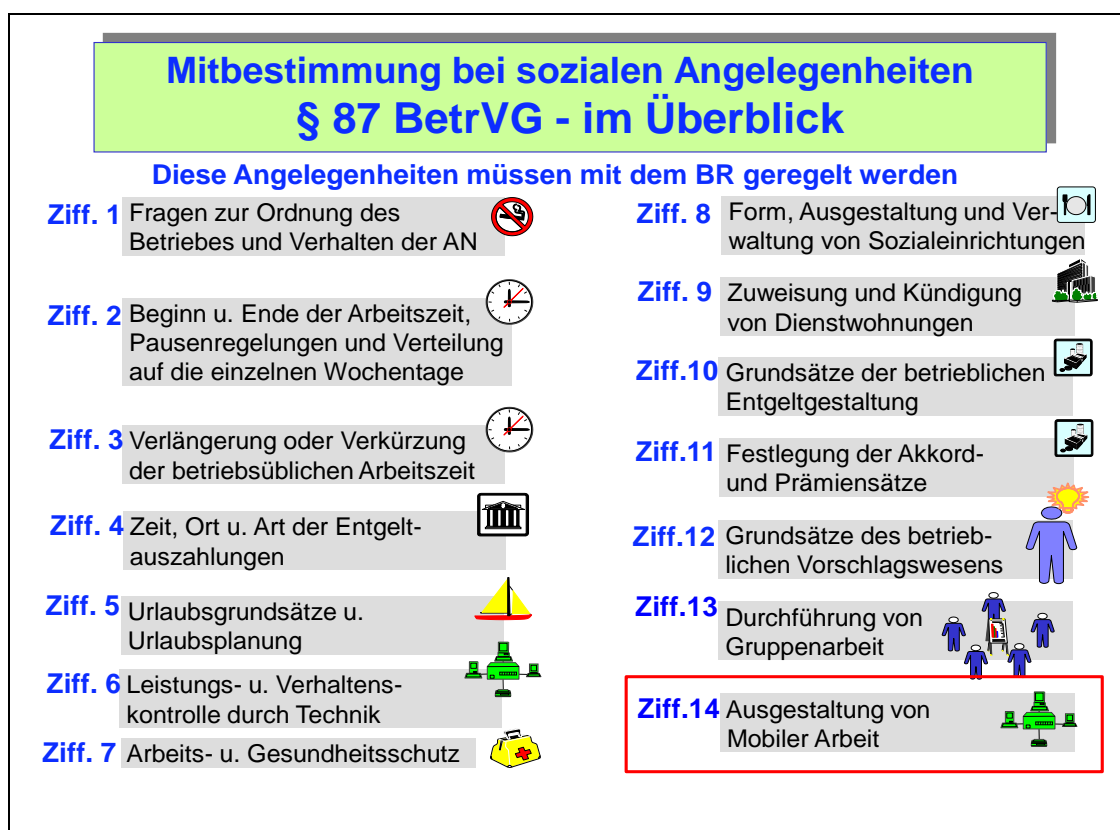 Mitbestimmung bei sozialen Angelegenheiten
§ 87 BetrVG - im Überblick
Diese Angelegenheiten müssen mit dem BR geregelt werden
Ziff. 1 Fragen zur Ordnung des
Betriebes und Verhalten der AN
Ziff. 2 Beginn u. Ende der Arbeitszeit,
Pausenregelungen und Verteilung
auf die einzelnen Wochentage
Ziff. 3 Verlängerung oder Verkürzung
der betriebsüblichen Arbeitszeit
Ziff. 4 Zeit, Ort u. Art der Entgelt-
auszahlungen
Ziff. 5 Urlaubsgrundsätze u.
Urlaubsplanung
Ziff. 6 Leistungs- u. Verhaltens-
kontrolle durch Technik
Ziff. 7 Arbeits- u. Gesundheitsschutz
Ziff. 8 Form, Ausgestaltung und Ver-
waltung von Sozialeinrichtungen
Ziff. 9 Zuweisung und Kündigung
von Dienstwohnungen
Ziff.10 Grundsätze der betrieblichen
Entgeltgestaltung
Ziff.11 Festlegung der Akkord-
und Prämiensätze
Ziff.12 Grundsätze des betrieb-
lichen Vorschlagswesens
Ziff.13 Durchführung von
Gruppenarbeit
Ziff.14 Ausgestaltung von
Mobiler Arbeit